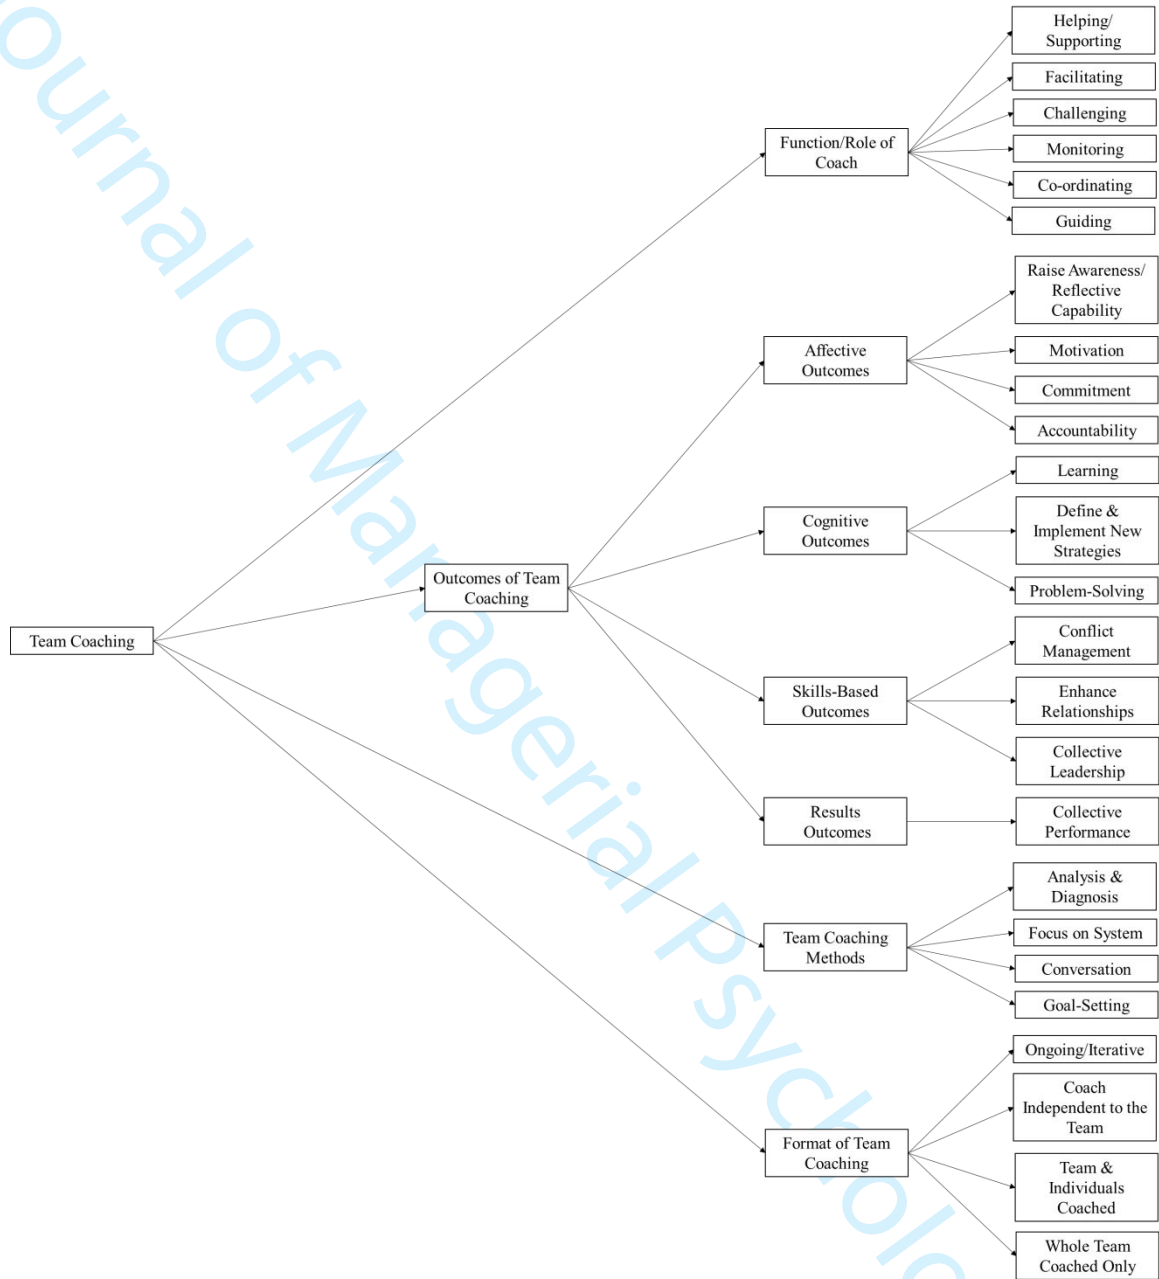 Journal of Managerial Psycholo
Helping/
Supporting
Facilitating
Challenging
Function/Role of
Coach
Monitoring
Co-ordinating
Guiding
Raise Awareness/
Reflective
Capability
Affective
Outcomes
Motivation
Commitment
Accountability
Learning
Cognitive
Outcomes
Define &
Implement New
Strategies
Outcomes of Team
Coaching
Problem-Solving
Team Coaching
Conflict
Management
Skills-Based
Outcomes
Enhance
Relationships
Collective
Leadership
Results
Outcomes
Collective
Performance
Analysis &
Diagnosis
Team Coaching
Methods
Focus on System
Conversation
Goal-Setting
Ongoing/Iterative
Coach
Independent to the
Team
Format of Team
Coaching
Team &
Individuals
Coached
Whole Team
Coached Only